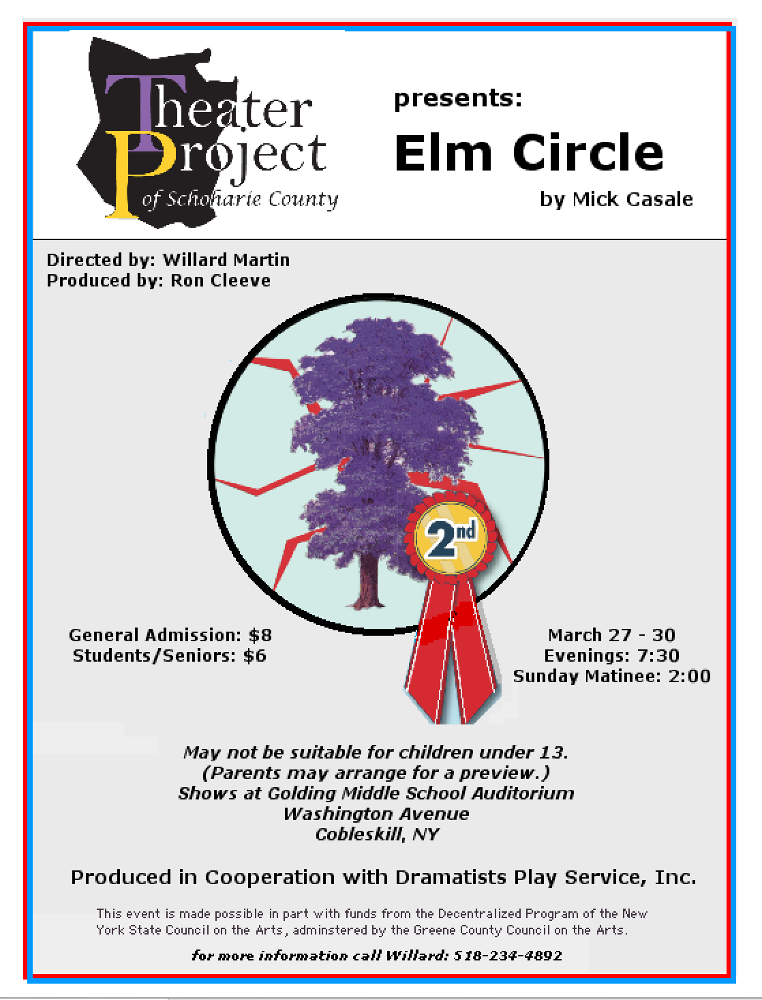 Theater
Project
of Schoharie County
presents:
Elm Circle
by Mick Casale
Directed by: Willard Martin
Produced by: Ron Cleeve
2nd
General Admission: $8
Students/Seniors: $6
March 27 - 30
Evenings: 7:30
Sunday Matinee: 2:00
May not be suitable for children under 13.
(Parents may arrange for a preview.)
Shows at Golding Middle School Auditorium
Washington Avenue
Cobleskill, NY
Produced in Cooperation with Dramatists Play Service, Inc.
This event is made possible in part with funds from the Decentralized Program of the New
York State Council on the Arts, adminstered by the Greene County Council on the Arts.
for more information call Willard: 518-234-4892